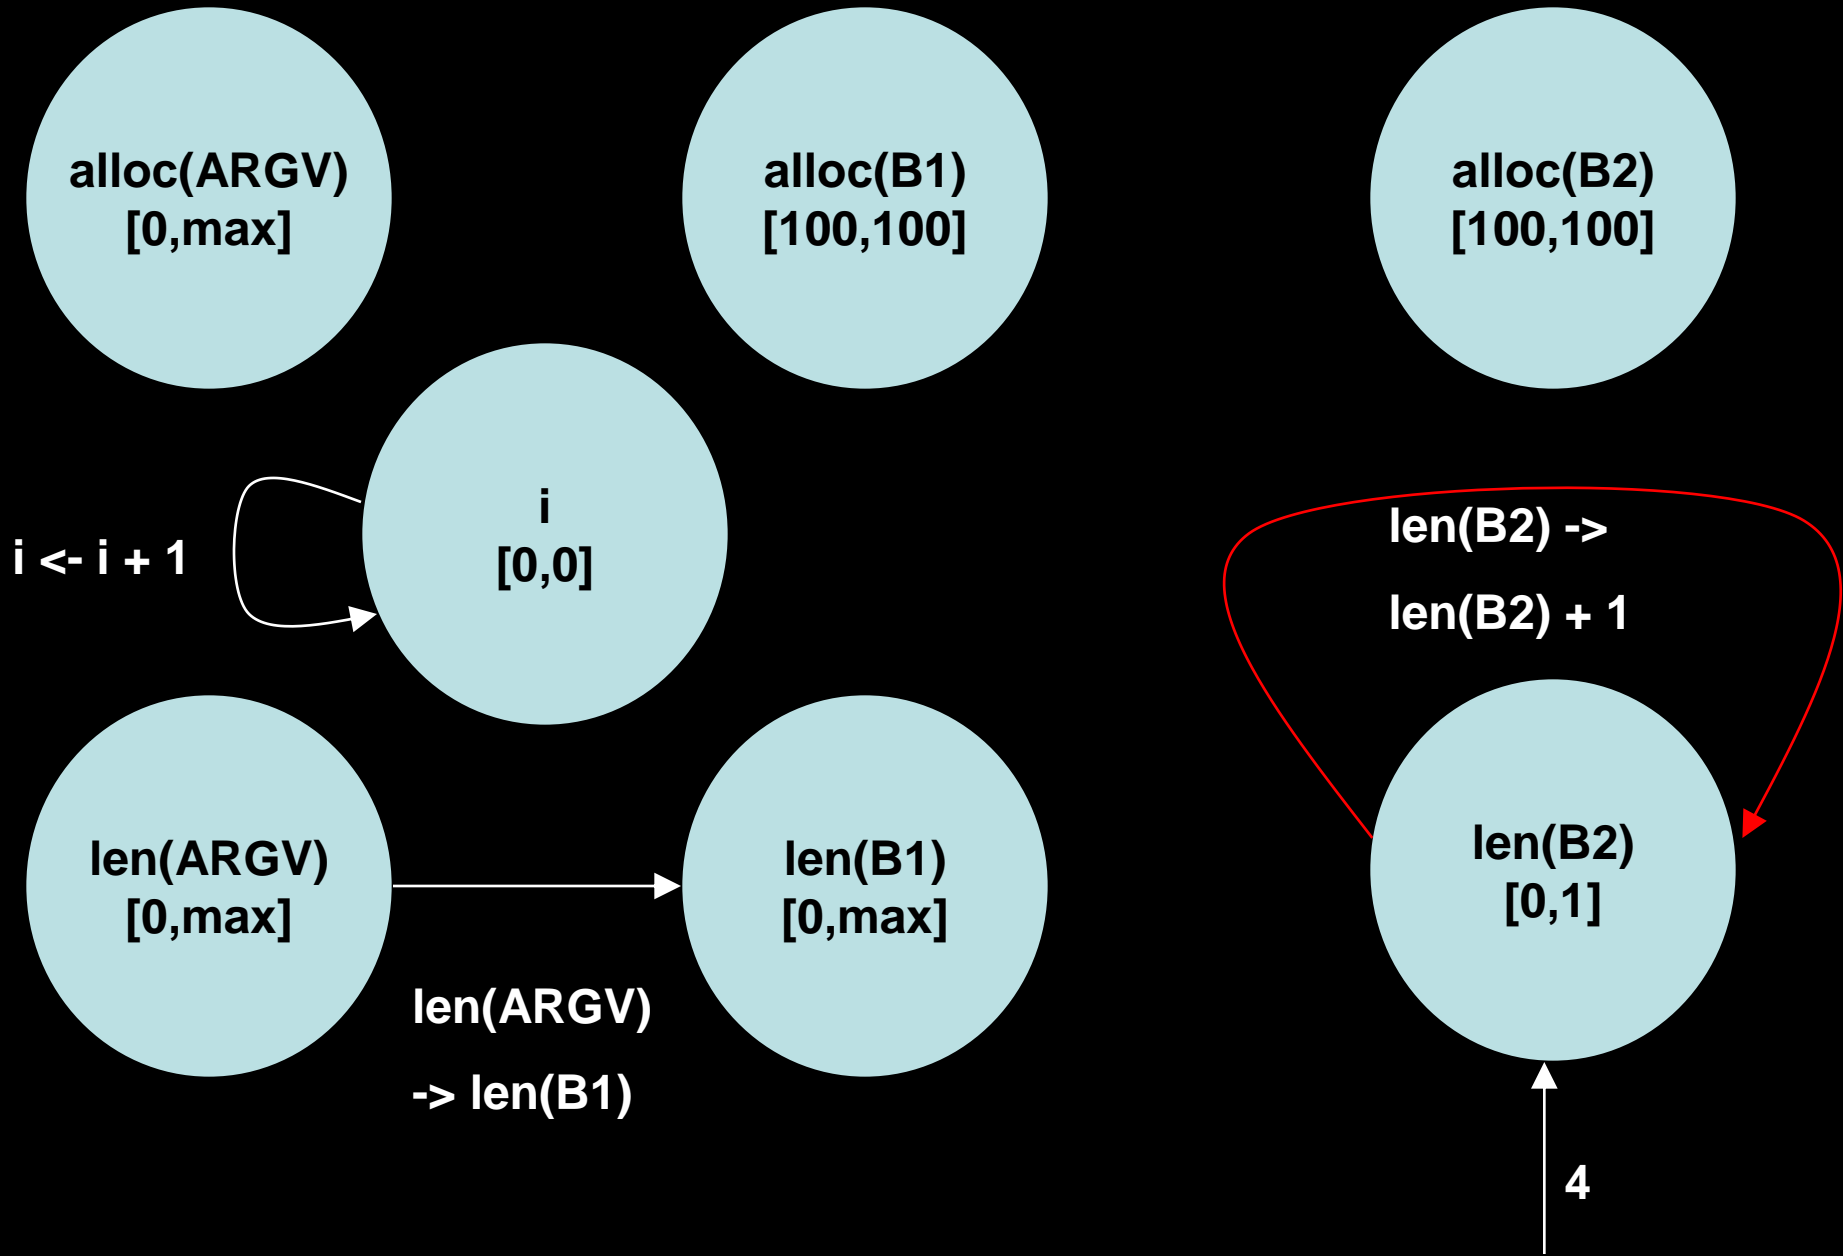 alloc(ARGV)
[0,max]
alloc(B1)
[100,100]
alloc(B2)
[100,100]
i <- i + 1
i
[0,0]
len(B2) ->
len(B2) + 1
len(ARGV)
[0,max]
len(B1)
[0,max]
len(B2)
[0,1]
len(ARGV)
-> len(B1)
4